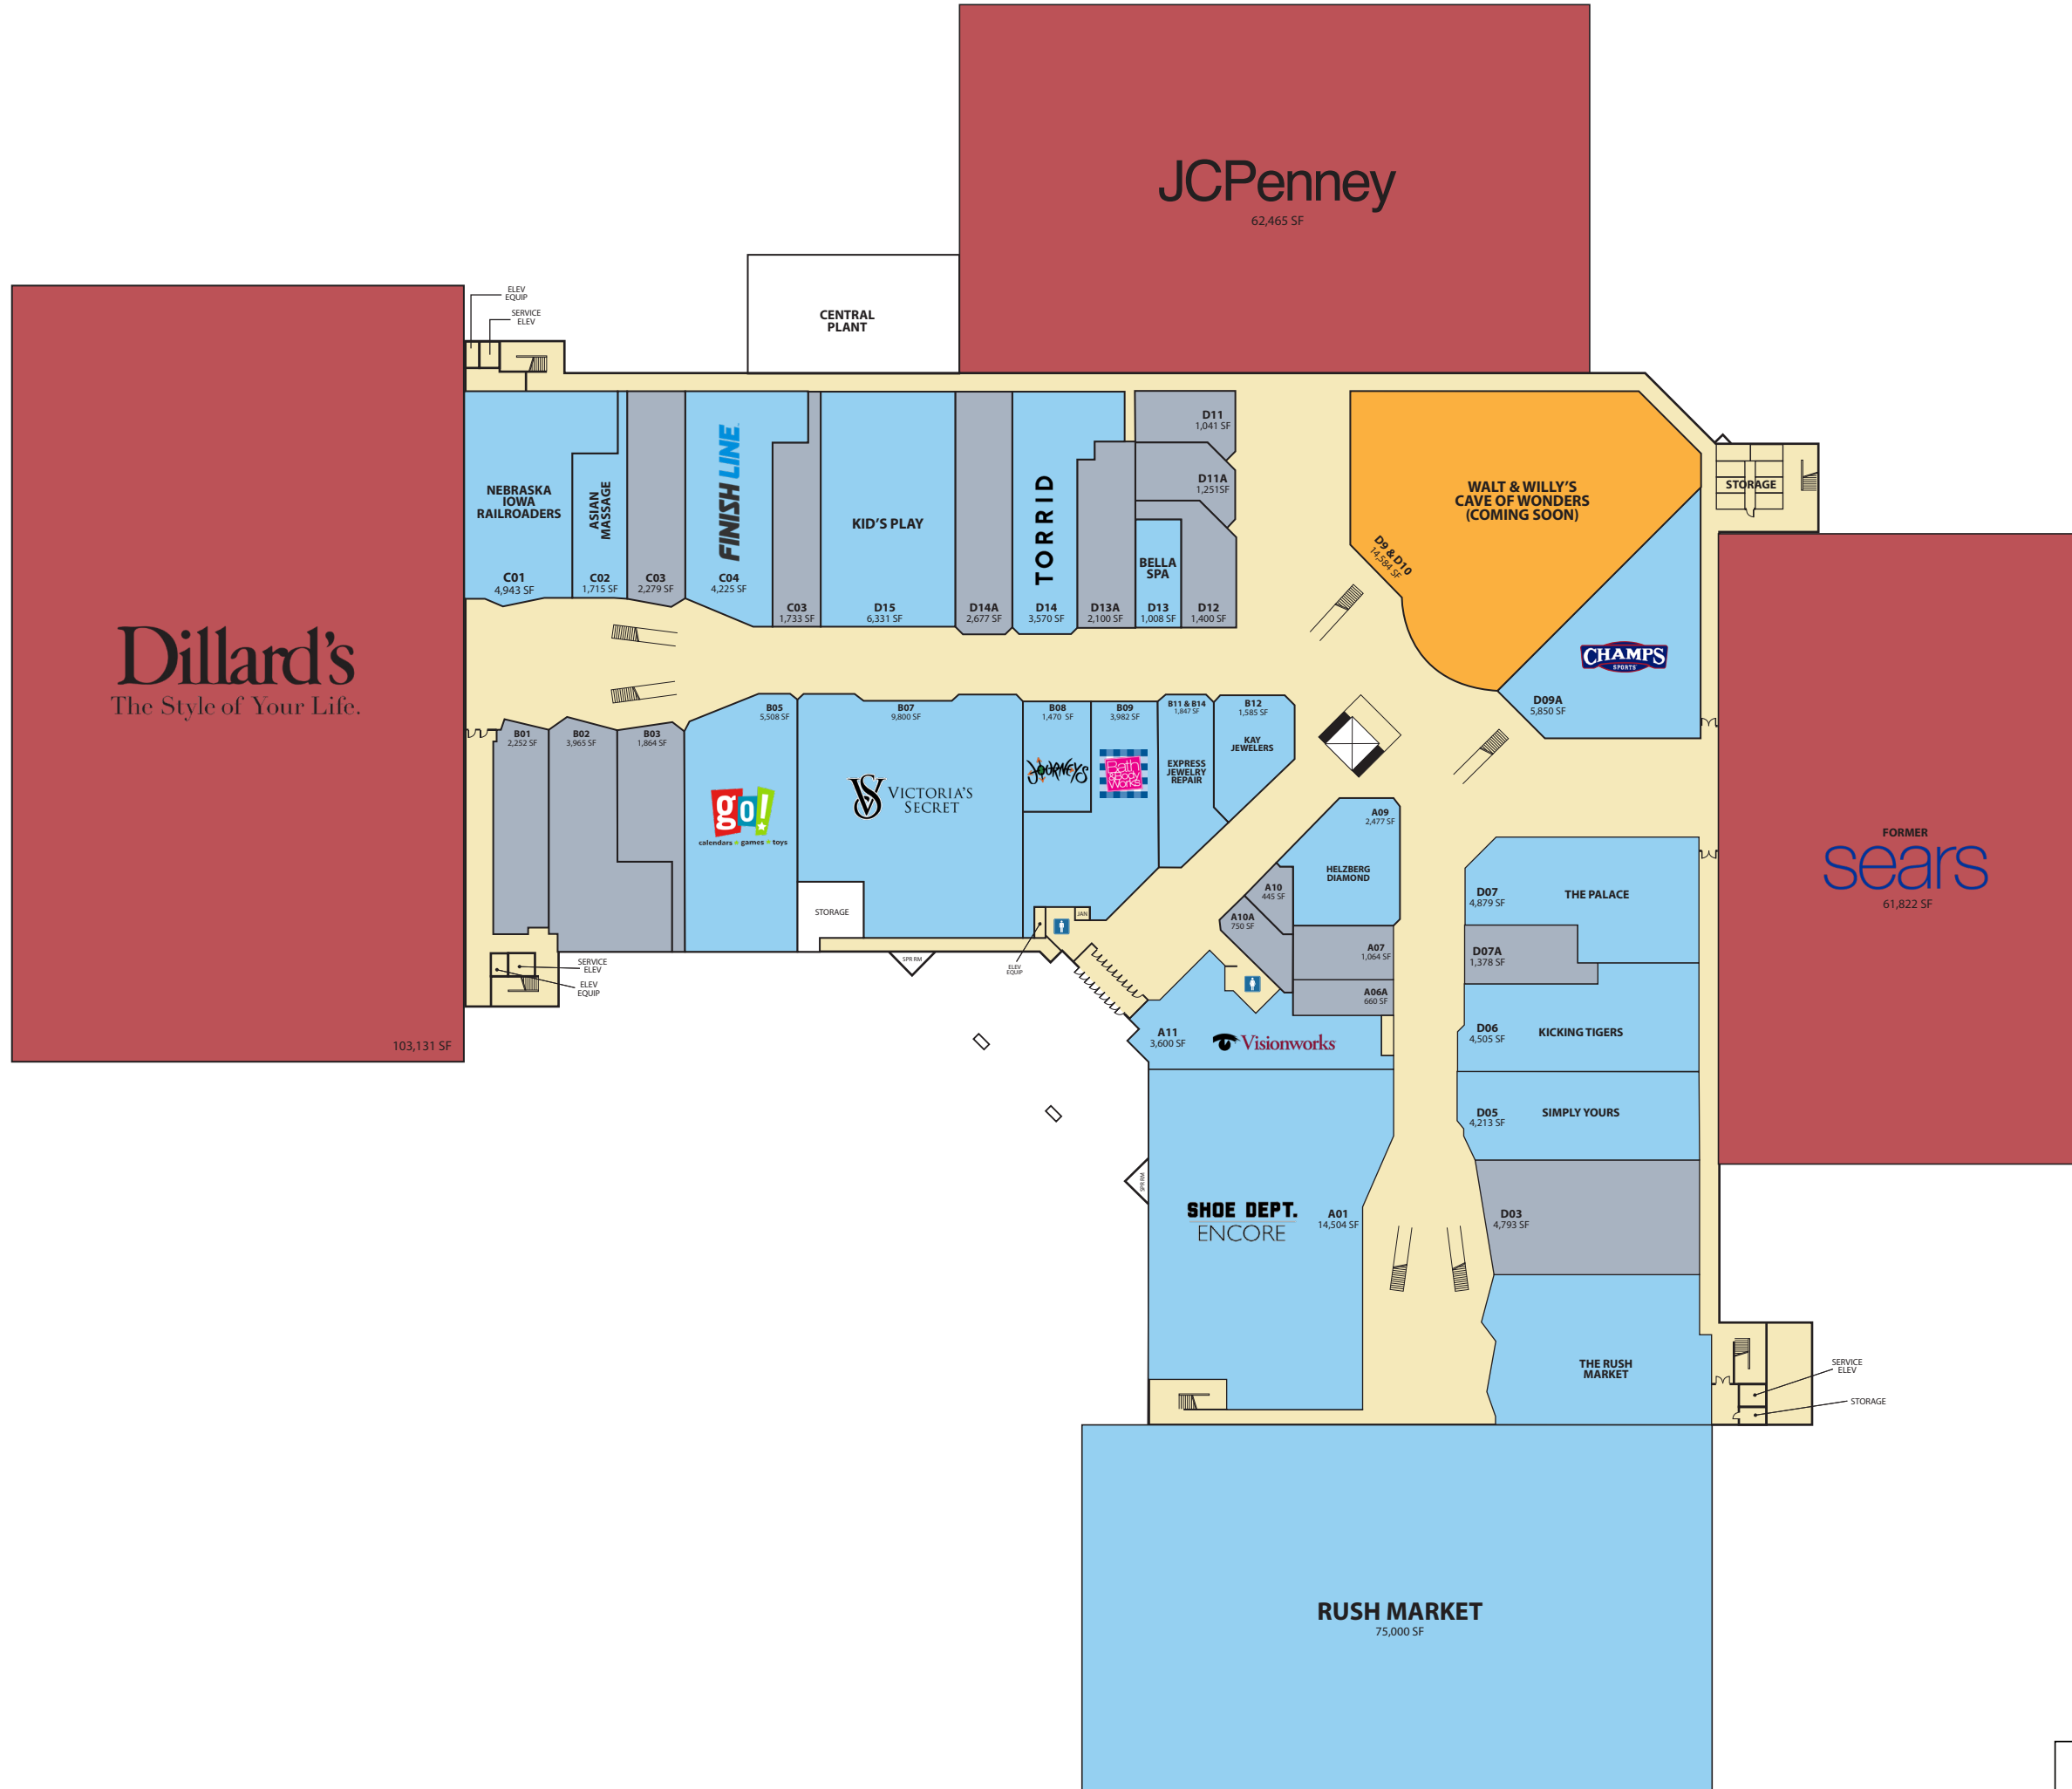 JCPenney
62,465 SF
CENTRAL
PLANT
ELEV
EQUIP
SERVICE
ELEV
Dillard's
The Style of Your Life.
103,131 SF
NEBRASKA
IOWA
RAILROADERS
C01
4,943 SF
ASIAN
MASSAGE
C02
1,715 SF
C03
2,279 SF
FINISH LINE
C04
4,225 SF
C03
1,733 SF
KID'S PLAY
D15
6,331 SF
D14A
2,677 SF
TORRID
D14
3,570 SF
D13A
2,100 SF
BELLA
SPA
D13
1,008 SF
D12
1,400 SF
D11
1,041 SF
D11A
1,251SF
WALT & WILLY'S
CAVE OF WONDERS
(COMING SOON)
D9 & D10
14,584 SF
STORAGE
CHAMPS
SPORTS
D09A
5,850 SF
FORMER
sears
61,822 SF
B01
2,252 SF
B02
3,965 SF
B03
1,864 SF
B05
5,508 SF
go!
calendars games toys
B07
9,800 SF
VS
VICTORIA'S
SECRET
STORAGE
B08
1,470 SF
JOURNEYS
B09
3,982 SF
Bath
&Body
Works
B11 & B14
1,847 SF
EXPRESS
JEWELRY
REPAIR
B12
1,585 SF
KAY
JEWELERS
JAN
ELEV
EQUIP
SPR RM
SERVICE
ELEV
ELEV
EQUIP
A09
2,477 SF
HELZBERG
DIAMOND
A10
445 SF
A10A
750 SF
A07
1,064 SF
A06A
660 SF
A11
3,600 SF
Visionworks
D07
4,879 SF
THE PALACE
D07A
1,378 SF
D06
4,505 SF
KICKING TIGERS
D05
4,213 SF
SIMPLY YOURS
SPR RM
SHOE DEPT.
ENCORE
A01
14,504 SF
D03
4,793 SF
THE RUSH
MARKET
SERVICE
ELEV
STORAGE
RUSH MARKET
75,000 SF